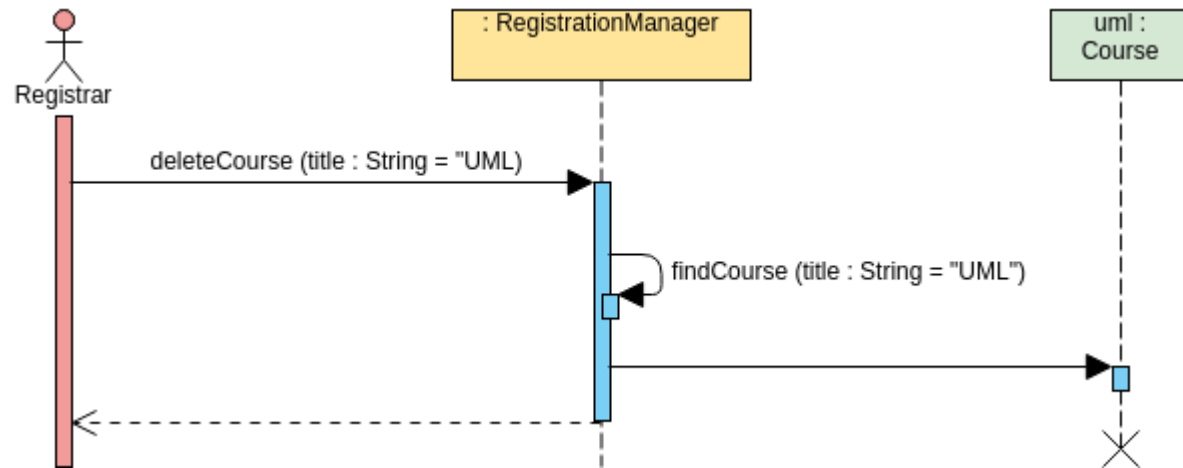 : RegistrationManager
uml :
Course
Registrar
deleteCourse (title : String = "UML)
findCourse (title : String = "UML")